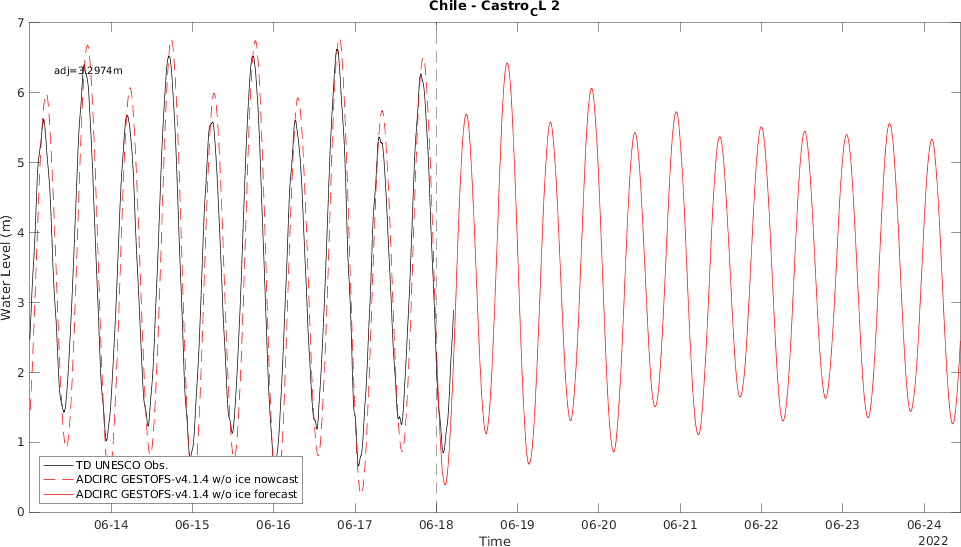 Chile - Castro_CL 2
7
adj=3.2974m
6
5
4
3
2
1
0
Water Level (m)
TD UNESCO Obs.
ADCIRC GESTOFS-v4.1.4 w/o ice nowcast
ADCIRC GESTOFS-v4.1.4 w/o ice forecast
06-14 06-15 06-16 06-17 06-18 06-19 06-20 06-21 06-22 06-23 06-24
Time
2022